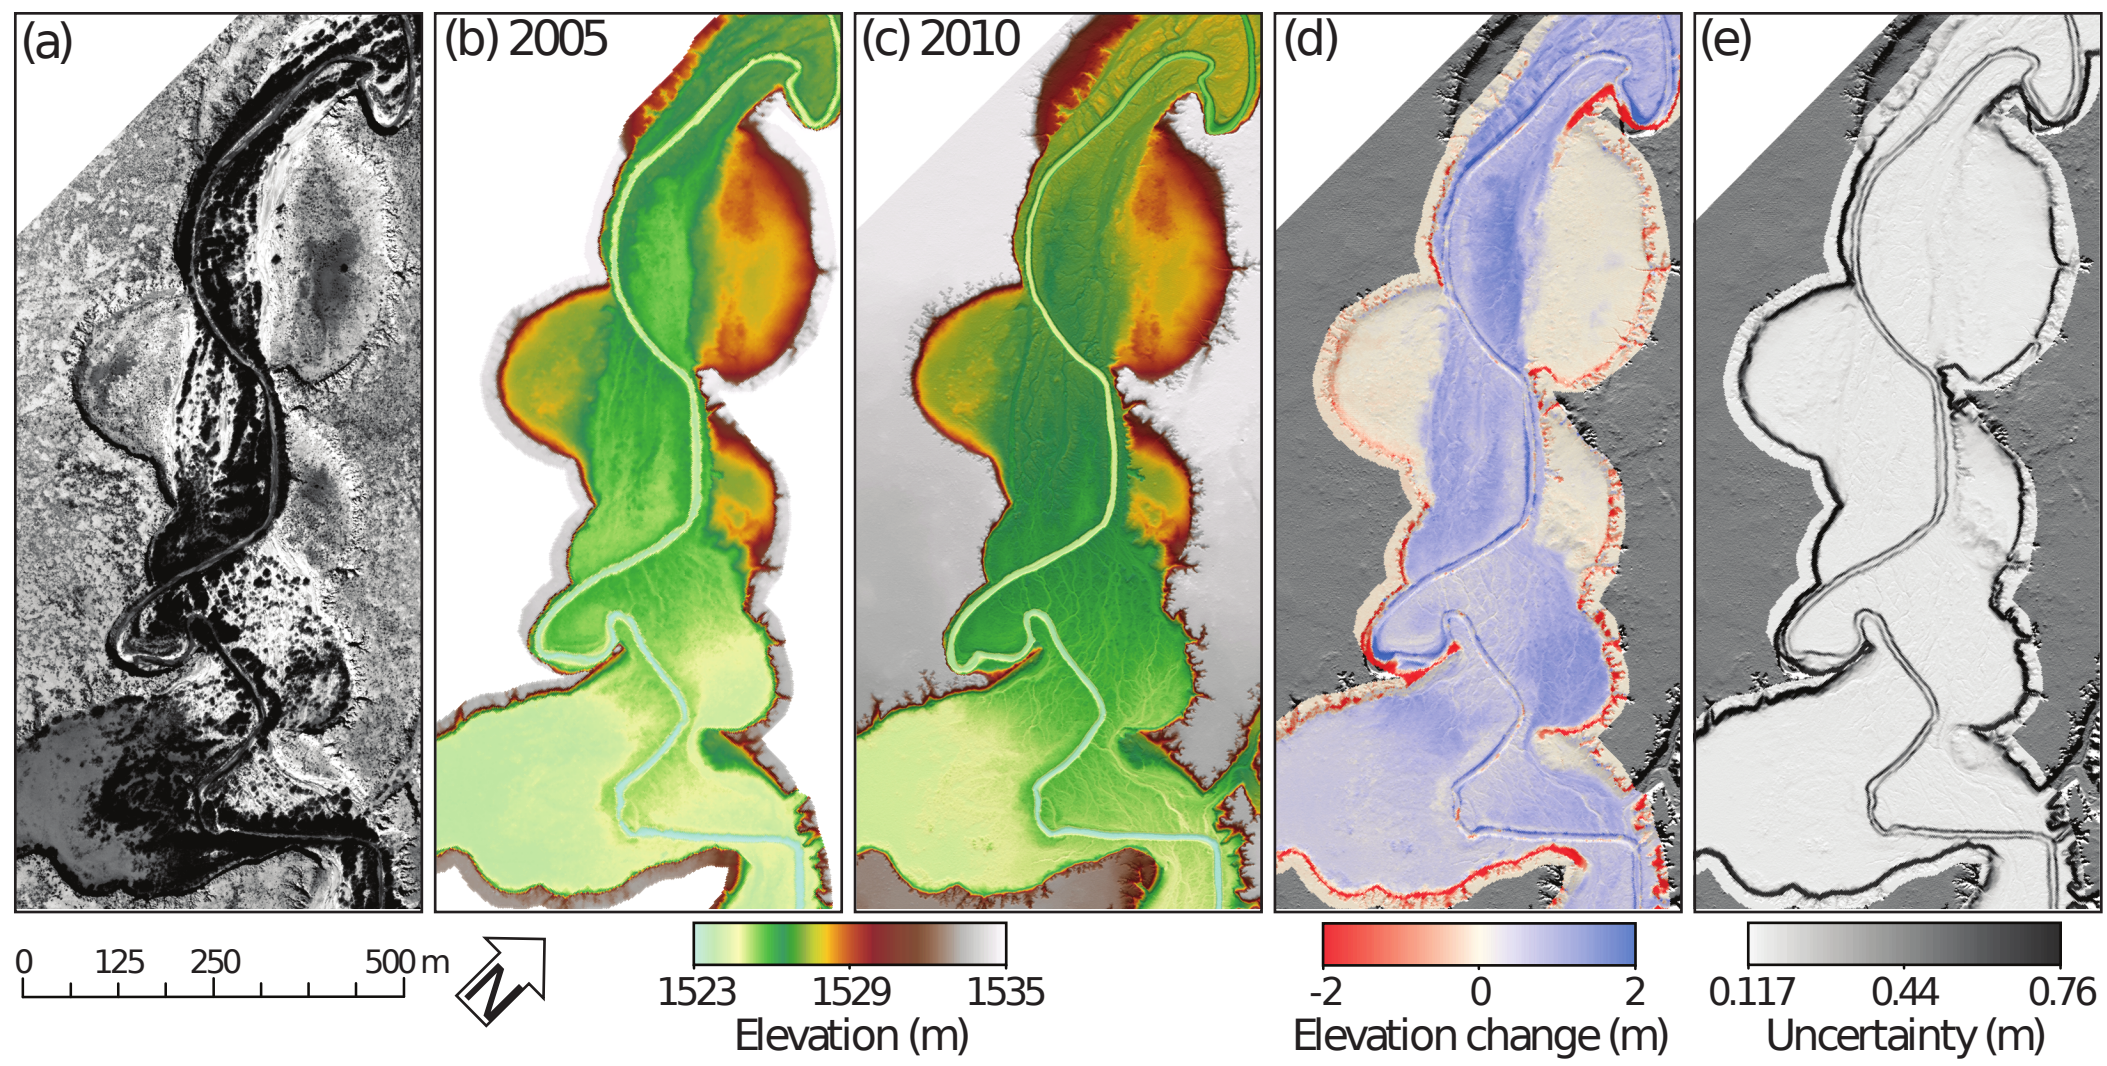 (a)
(b) 2005
(c) 2010
(d)
(e)
0 125 250 500 m
N
1523 1529 1535
Elevation (m)
-2 0 2
Elevation change (m)
0.117 0.44 0.76
Uncertainty (m)